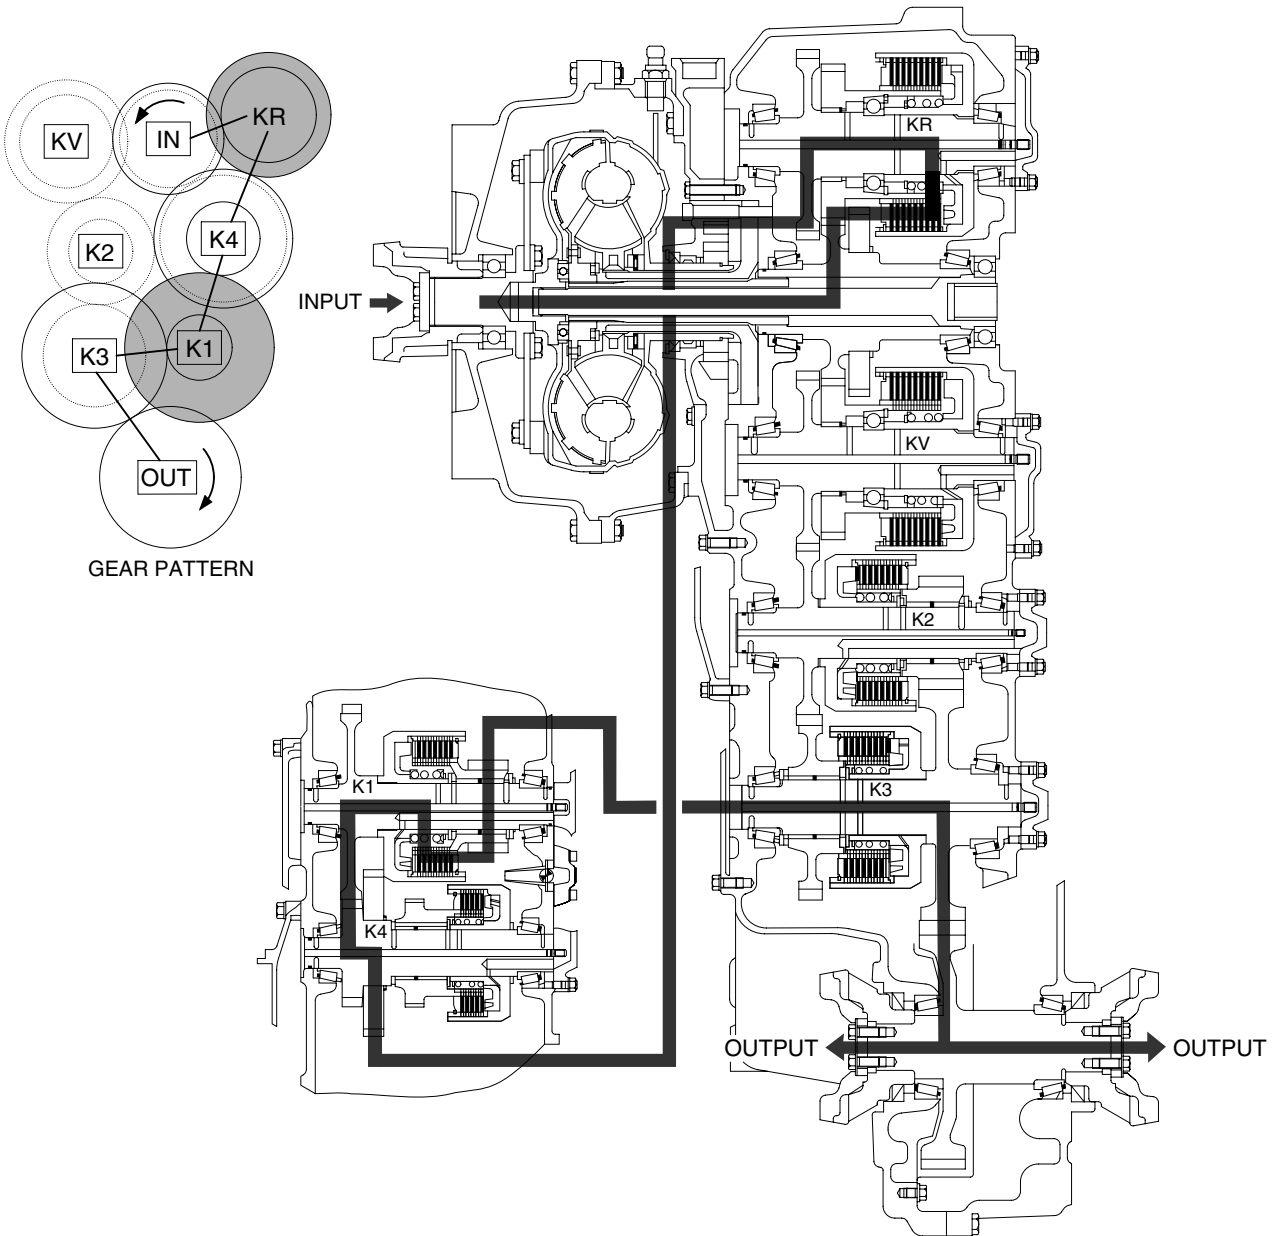 KV
IN
KR
K2
K4
K3
K1
OUT
GEAR PATTERN
INPUT
KR
KV
K2
K3
K1
K4
OUTPUT
OUTPUT